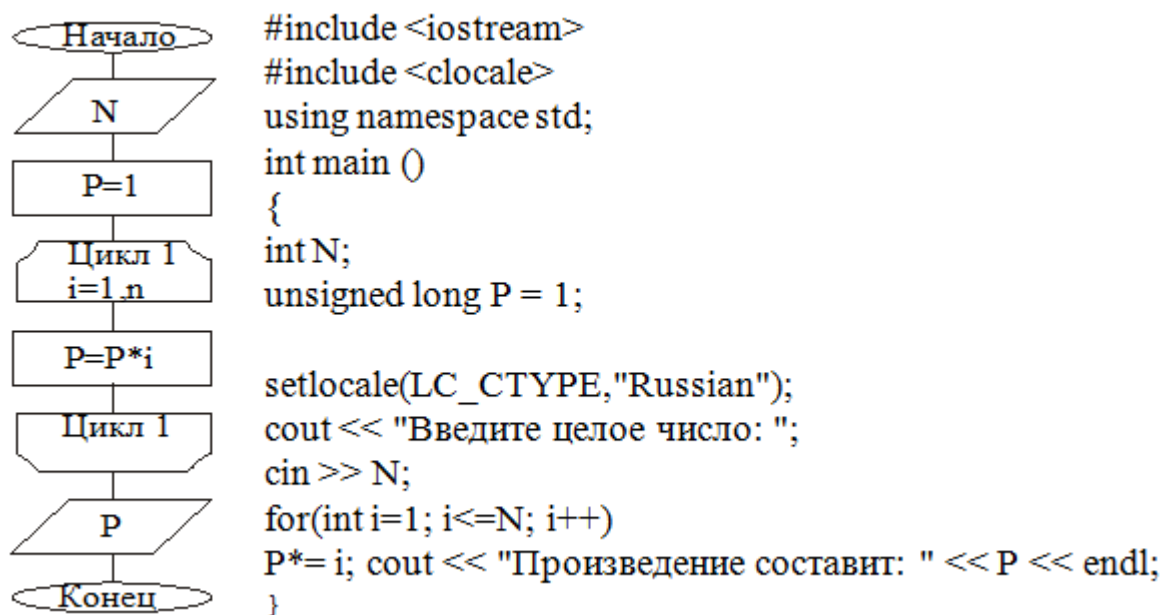 Начало
N
P=1
Цикл 1
i=1,n
P=P*i
Цикл 1
P
Конец
#include <iostream>
#include <clocale>
using namespace std;
int main ()
{
int N;
unsigned long P = 1;
setlocale(LC_CTYPE,"Russian");
cout << "Введите целое число: ";
cin >> N;
for(int i=1; i<=N; i++)
P*= i; cout << "Произведение составит: " << P << endl;
}